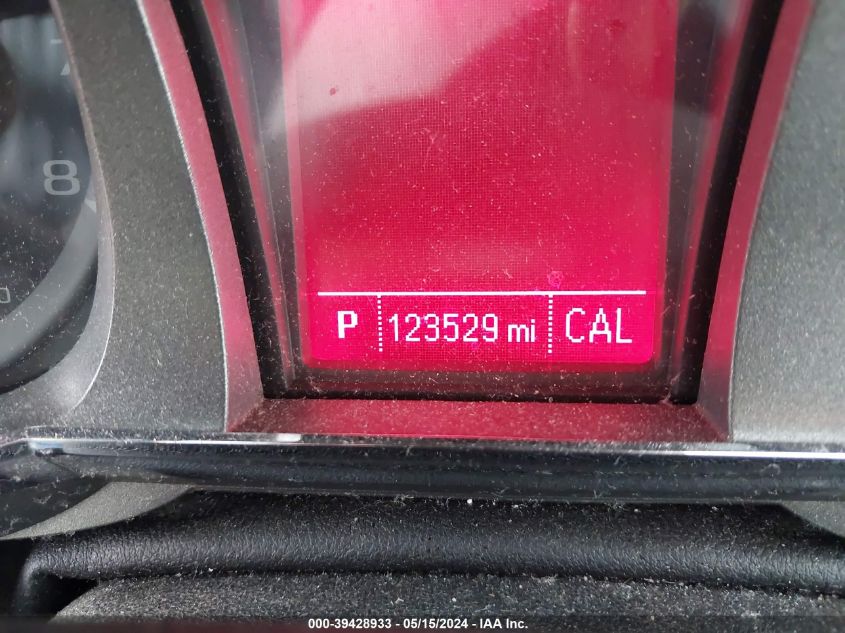 8
P 123529 mi CAL
000-39428933 - 05/15/2024 - IAA Inc.